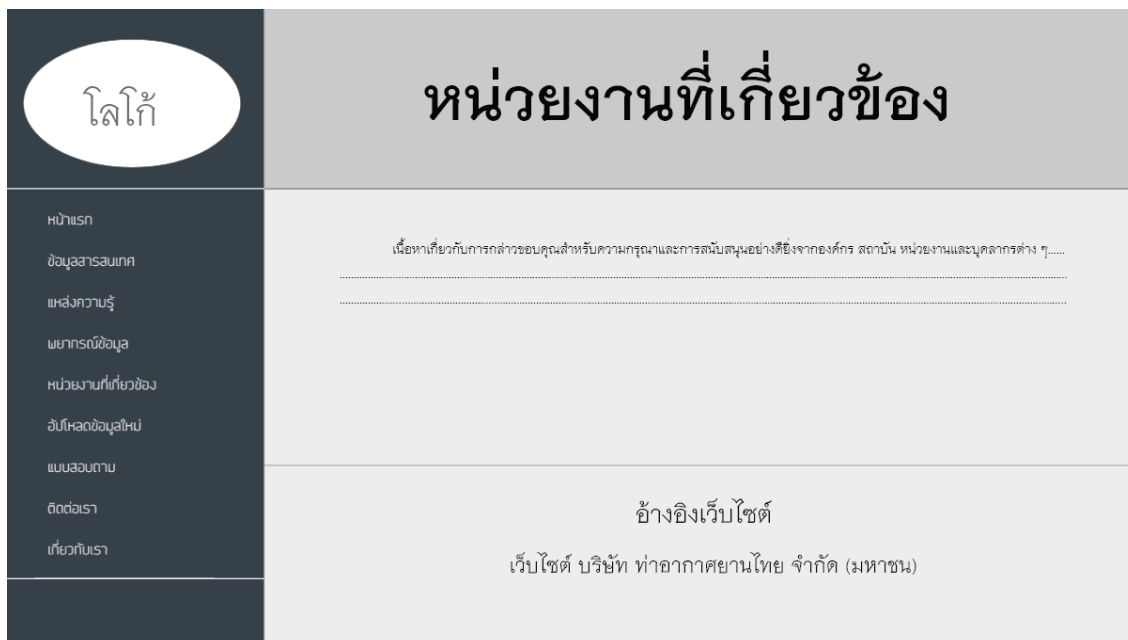 โลโก้
หน่วยงานที่เกี่ยวข้อง
หน้าแรก
ข้อมูลสารสนเทศ
แหล่งความรู้
พยากรณ์ข้อมูล
หน่วยงานที่เกี่ยวข้อง
อัปโหลดข้อมูลใหม่
แบบสอบถาม
ติดต่อเรา
เกี่ยวกับเรา
เนื้อหาเกี่ยวกับการกล่าวขอบคุณสำหรับความกรุณาและการสนับสนุนอย่างดียิ่งจากองค์กร สถาบัน หน่วยงานและบุคลากรต่าง ๆ......
อ้างอิงเว็บไซต์
เว็บไซต์ บริษัท ท่าอากาศยานไทย จำกัด (มหาชน)